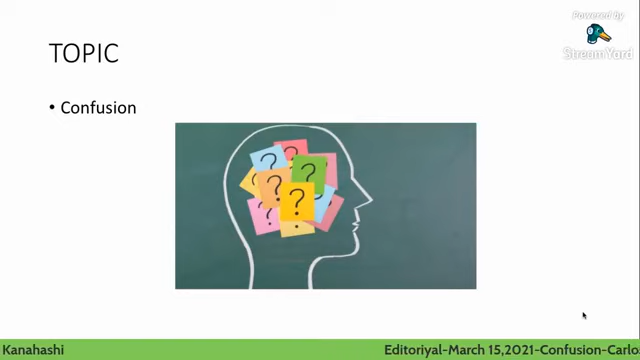 Powered by
StreamYard
TOPIC
• Confusion
? ? ? ? ? ?
Kanahashi
Editoriyal-March 15,2021-Confusion-Carlo